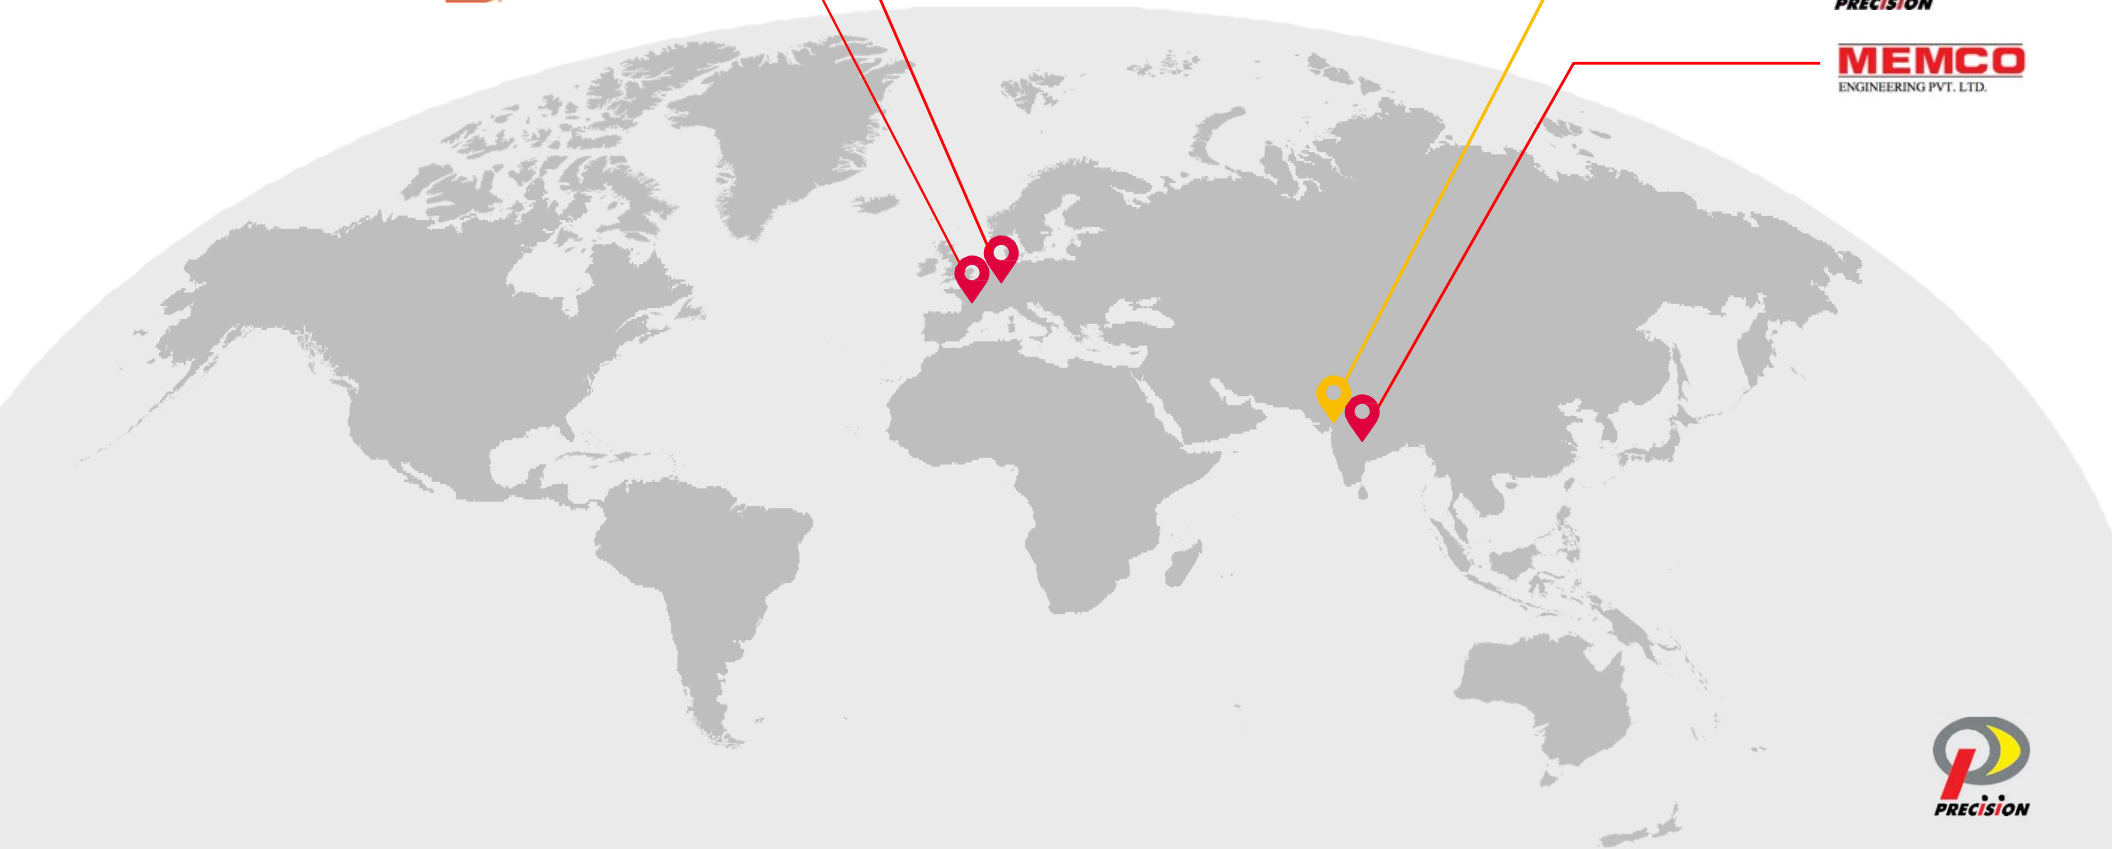 PRECISION
MEMCO
ENGINEERING PVT. LTD.
PRECISION